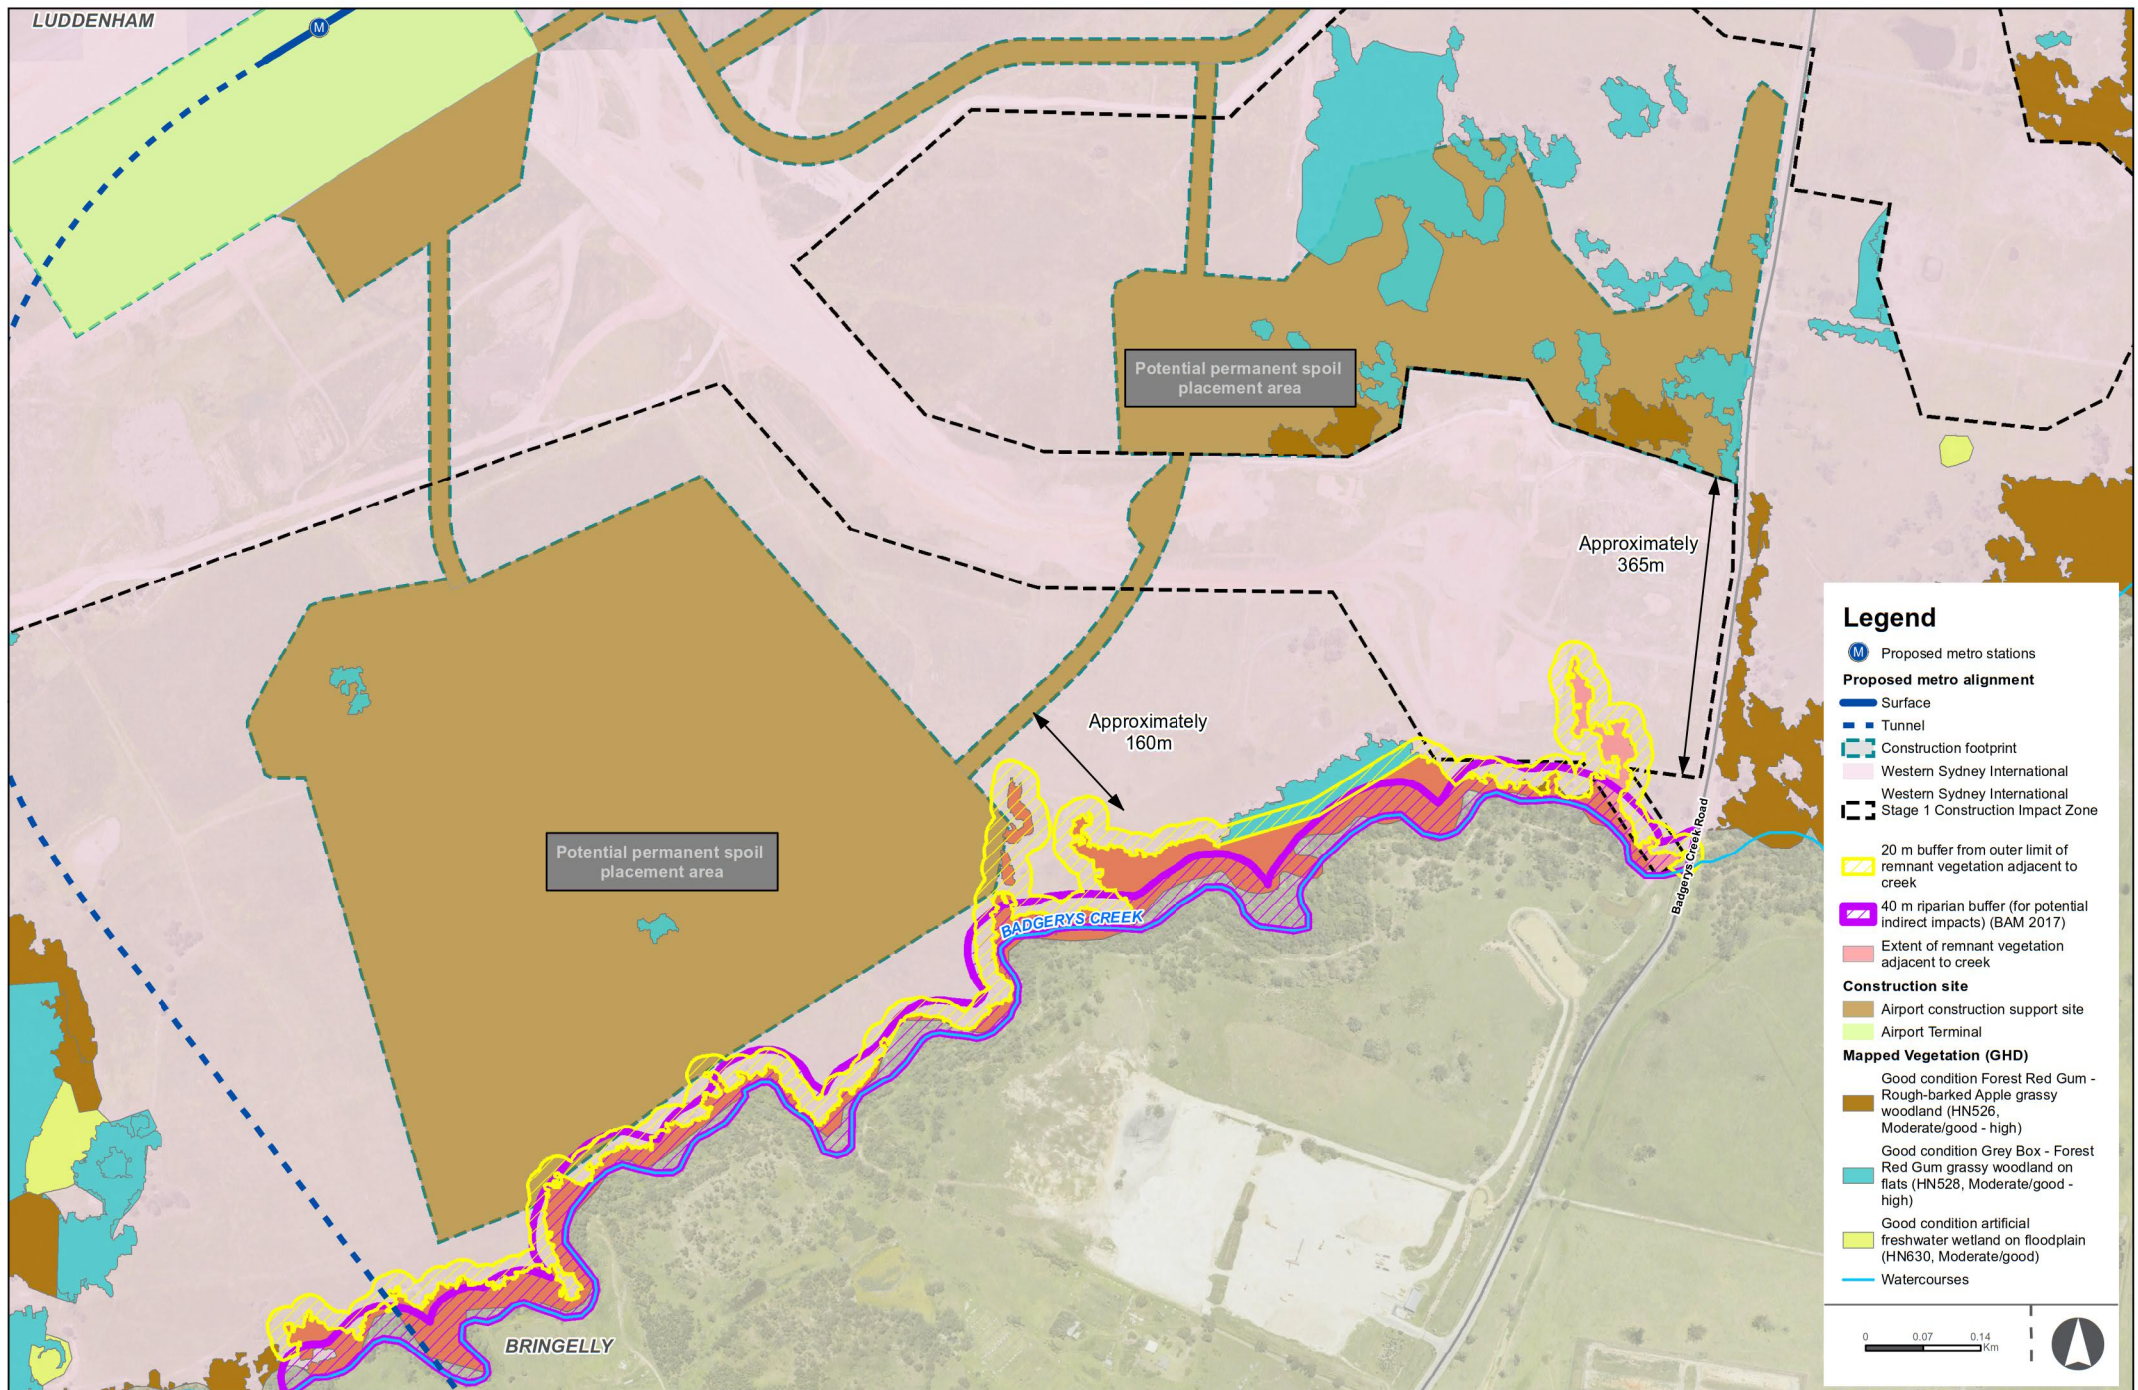 LUDDENHAM
M
Potential permanent spoil
placement area
Approximately
365m
Approximately
160m
Potential permanent spoil
placement area
BADGERYS CREEK
Badgerys Creek Road
BRINGELLY
Legend
M Proposed metro stations
Proposed metro alignment
Surface
Tunnel
Construction footprint
Western Sydney International
Western Sydney International
Stage 1 Construction Impact Zone
20 m buffer from outer limit of
remnant vegetation adjacent to
creek
40 m riparian buffer (for potential
indirect impacts) (BAM 2017)
Extent of remnant vegetation
adjacent to creek
Construction site
Airport construction support site
Airport Terminal
Mapped Vegetation (GHD)
Good condition Forest Red Gum -
Rough-barked Apple grassy
woodland (HN526,
Moderate/good - high)
Good condition Grey Box - Forest
Red Gum grassy woodland on
flats (HN528, Moderate/good -
high)
Good condition artificial
freshwater wetland on floodplain
(HN630, Moderate/good)
Watercourses
0 0.07 0.14
Km